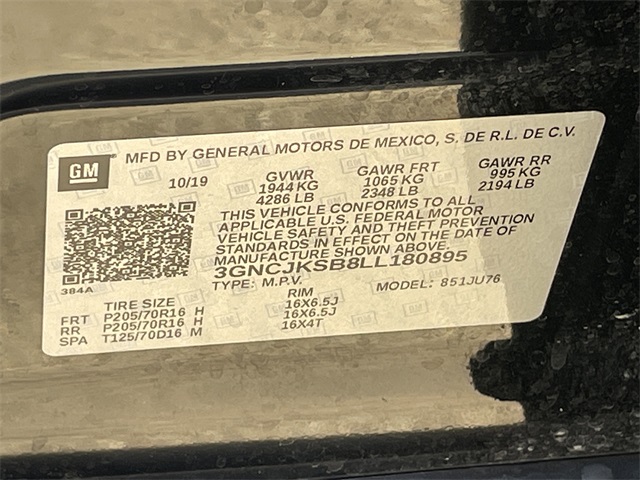 GM
MFD BY GENERAL MOTORS DE MEXICO, S. DE R.L. DE C.V.
10/19 GVWR GAWR FRT GAWR RR
1944 KG 1065 KG 995 KG
4286 LB 2348 LB 2194 LB
THIS VEHICLE CONFORMS TO ALL
APPLICABLE U.S. FEDERAL MOTOR
VEHICLE SAFETY AND THEFT PREVENTION
STANDARDS IN EFFECT ON THE DATE OF
MANUFACTURE SHOWN ABOVE.
3GNCJKSB8LL180895
TYPE: M.P.V. MODEL: 851JU76
384A
TIRE SIZE RIM
FRT P205/70R16 H 16X6.5J
RR P205/70R16 H 16X6.5J
SPA T125/70D16 M 16X4T